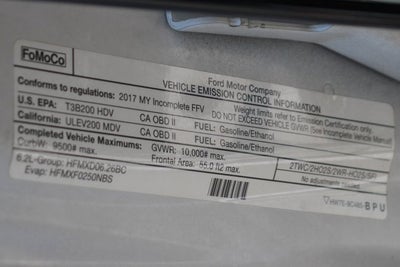 FoMoCo
Ford Motor Company
VEHICLE EMISSION CONTROL INFORMATION
Conforms to regulations: 2017 MY Incomplete FFV
Weight limits refer to Emission Certification only.
DO NOT EXCEED VEHICLE GVWR (See Incomplete Vehicle Manual)
U.S. EPA: T3B200 HDV CA OBD II FUEL: Gasoline/Ethanol
California: ULEV200 MDV CA OBD II FUEL: Gasoline/Ethanol
Completed Vehicle Maximums: GVWR: 10,000# max.
CurbW: 9500# max. Frontal Area: 55.0 ft2 max.
6.2L-Group: HFMXD06.26BC
Evap: HFMXF0250NBS
2TWC/2HO2S/2WR-HO2S/SFI
No adjustments needed.
HW7E-9C485-BPU